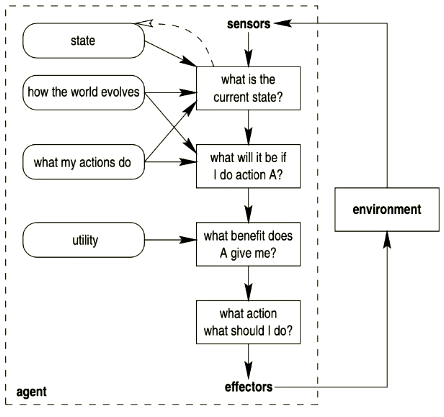 sensors
state
what is the
current state?
how the world evolves
what my actions do
what will it be if
I do action A?
environment
utility
what benefit does
A give me?
what action
what should I do?
agent
effectors